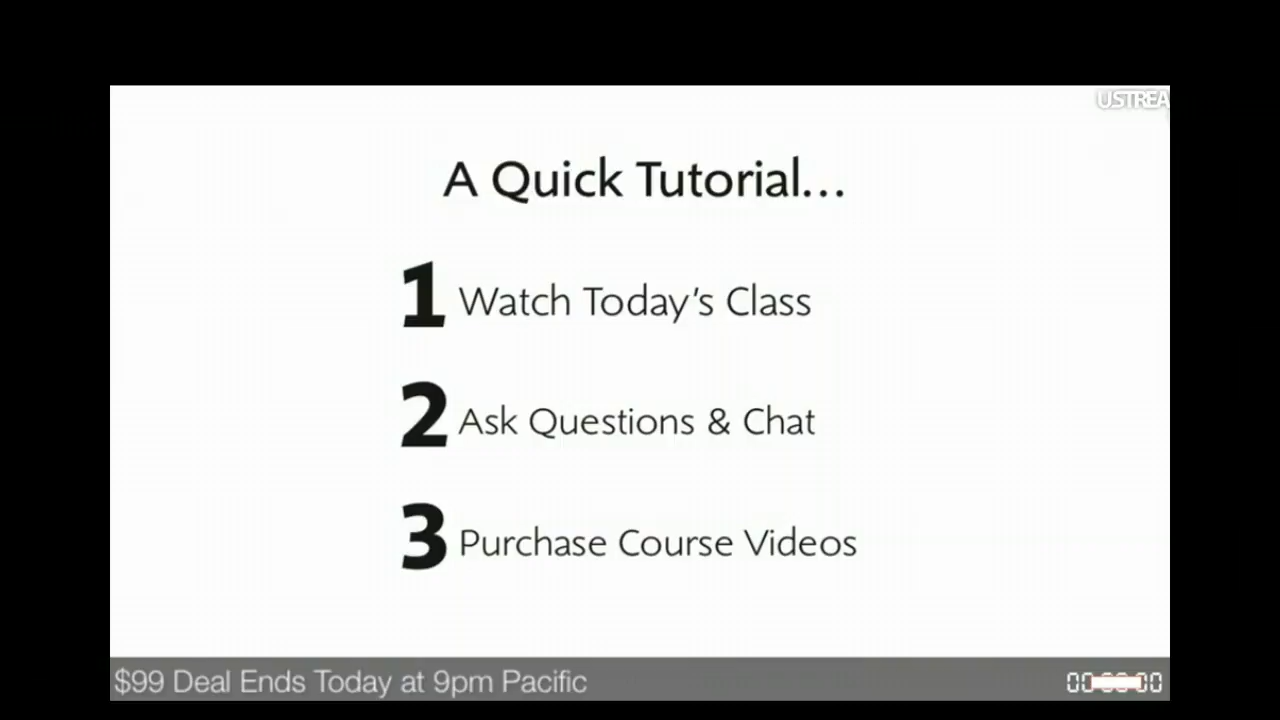 USTREA
A Quick Tutorial...
1 Watch Today's Class
2 Ask Questions & Chat
3 Purchase Course Videos
$99 Deal Ends Today at 9pm Pacific